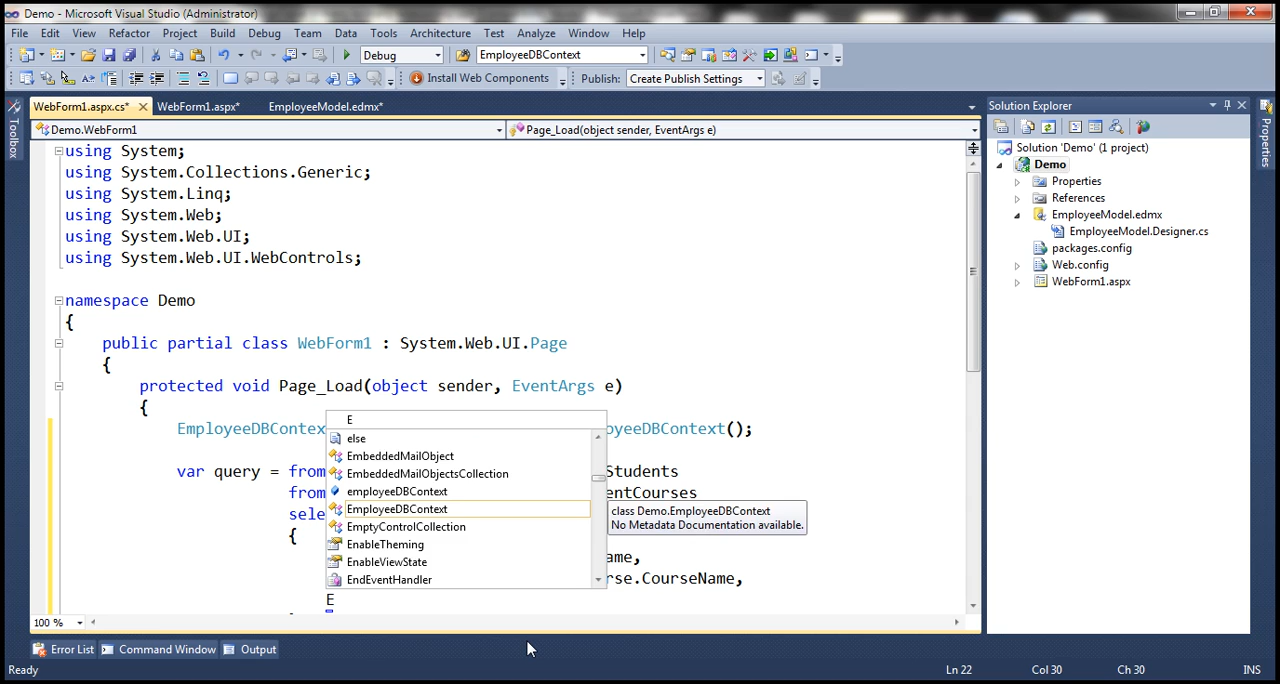 Demo - Microsoft Visual Studio (Administrator)
File Edit View Refactor Project Build Debug Team Data Tools Architecture Test Analyze Window Help
Debug EmployeeDBContext
Install Web Components Publish: Create Publish Settings
WebForm1.aspx.cs* WebForm1.aspx* EmployeeModel.edmx*
Demo.WebForm1 Page_Load(object sender, EventArgs e)
Toolbox
using System;
using System.Collections.Generic;
using System.Linq;
using System.Web;
using System.Web.UI;
using System.Web.UI.WebControls;
namespace Demo
{
public partial class WebForm1 : System.Web.UI.Page
{
protected void Page_Load(object sender, EventArgs e)
{
E
EmployeeDBContex oyeeDBContext();
else
EmbeddedMailObject
var query = from Students
EmbeddedMailObjectsCollection
employeeDBContext
from entCourses
EmployeeDBContext
sele
class Demo.EmployeeDBContext
No Metadata Documentation available.
EmptyControlCollection
{
EnableTheming
ame,
EnableViewState
EndEventHandler
rse.CourseName,
E
100 %
Solution Explorer
Solution 'Demo' (1 project)
Demo
Properties
References
EmployeeModel.edmx
EmployeeModel.Designer.cs
packages.config
Web.config
WebForm1.aspx
Properties
Error List Command Window Output
Ready Ln 22 Col 30 Ch 30 INS